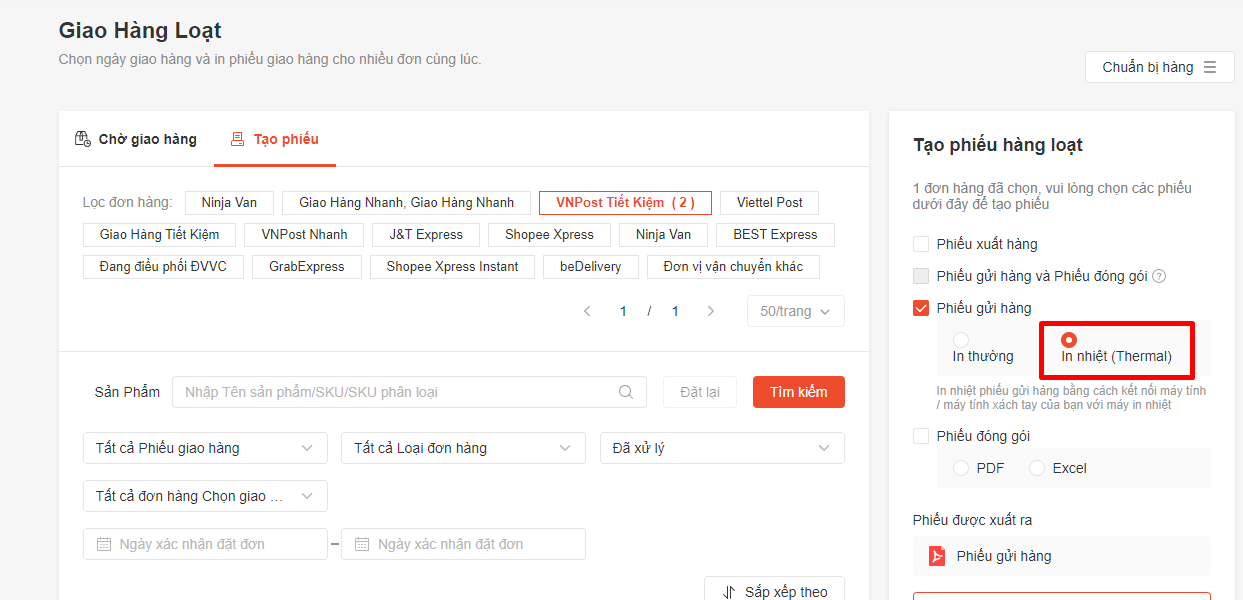 Giao Hàng Loạt
Chọn ngày giao hàng và in phiếu giao hàng cho nhiều đơn cùng lúc.
Chuẩn bị hàng
Chờ giao hàng
Tạo phiếu
Lọc đơn hàng:
Ninja Van
Giao Hàng Nhanh, Giao Hàng Nhanh
VNPost Tiết Kiệm ( 2 )
Viettel Post
Giao Hàng Tiết Kiệm
VNPost Nhanh
J&T Express
Shopee Xpress
Ninja Van
BEST Express
Đang điều phối ĐVVC
GrabExpress
Shopee Xpress Instant
beDelivery
Đơn vị vận chuyển khác
1 / 1
50/trang
Sản Phẩm
Nhập Tên sản phẩm/SKU/SKU phân loại
Đặt lại
Tìm kiếm
Tất cả Phiếu giao hàng
Tất cả Loại đơn hàng
Đã xử lý
Tất cả đơn hàng Chọn giao ...
Ngày xác nhận đặt đơn
–
Ngày xác nhận đặt đơn
Sắp xếp theo
Tạo phiếu hàng loạt
1 đơn hàng đã chọn, vui lòng chọn các phiếu
dưới đây để tạo phiếu
Phiếu xuất hàng
Phiếu gửi hàng và Phiếu đóng gói ?
Phiếu gửi hàng
In thường
In nhiệt (Thermal)
In nhiệt phiếu gửi hàng bằng cách kết nối máy tính
/ máy tính xách tay của bạn với máy in nhiệt
Phiếu đóng gói
PDF
Excel
Phiếu được xuất ra
Phiếu gửi hàng